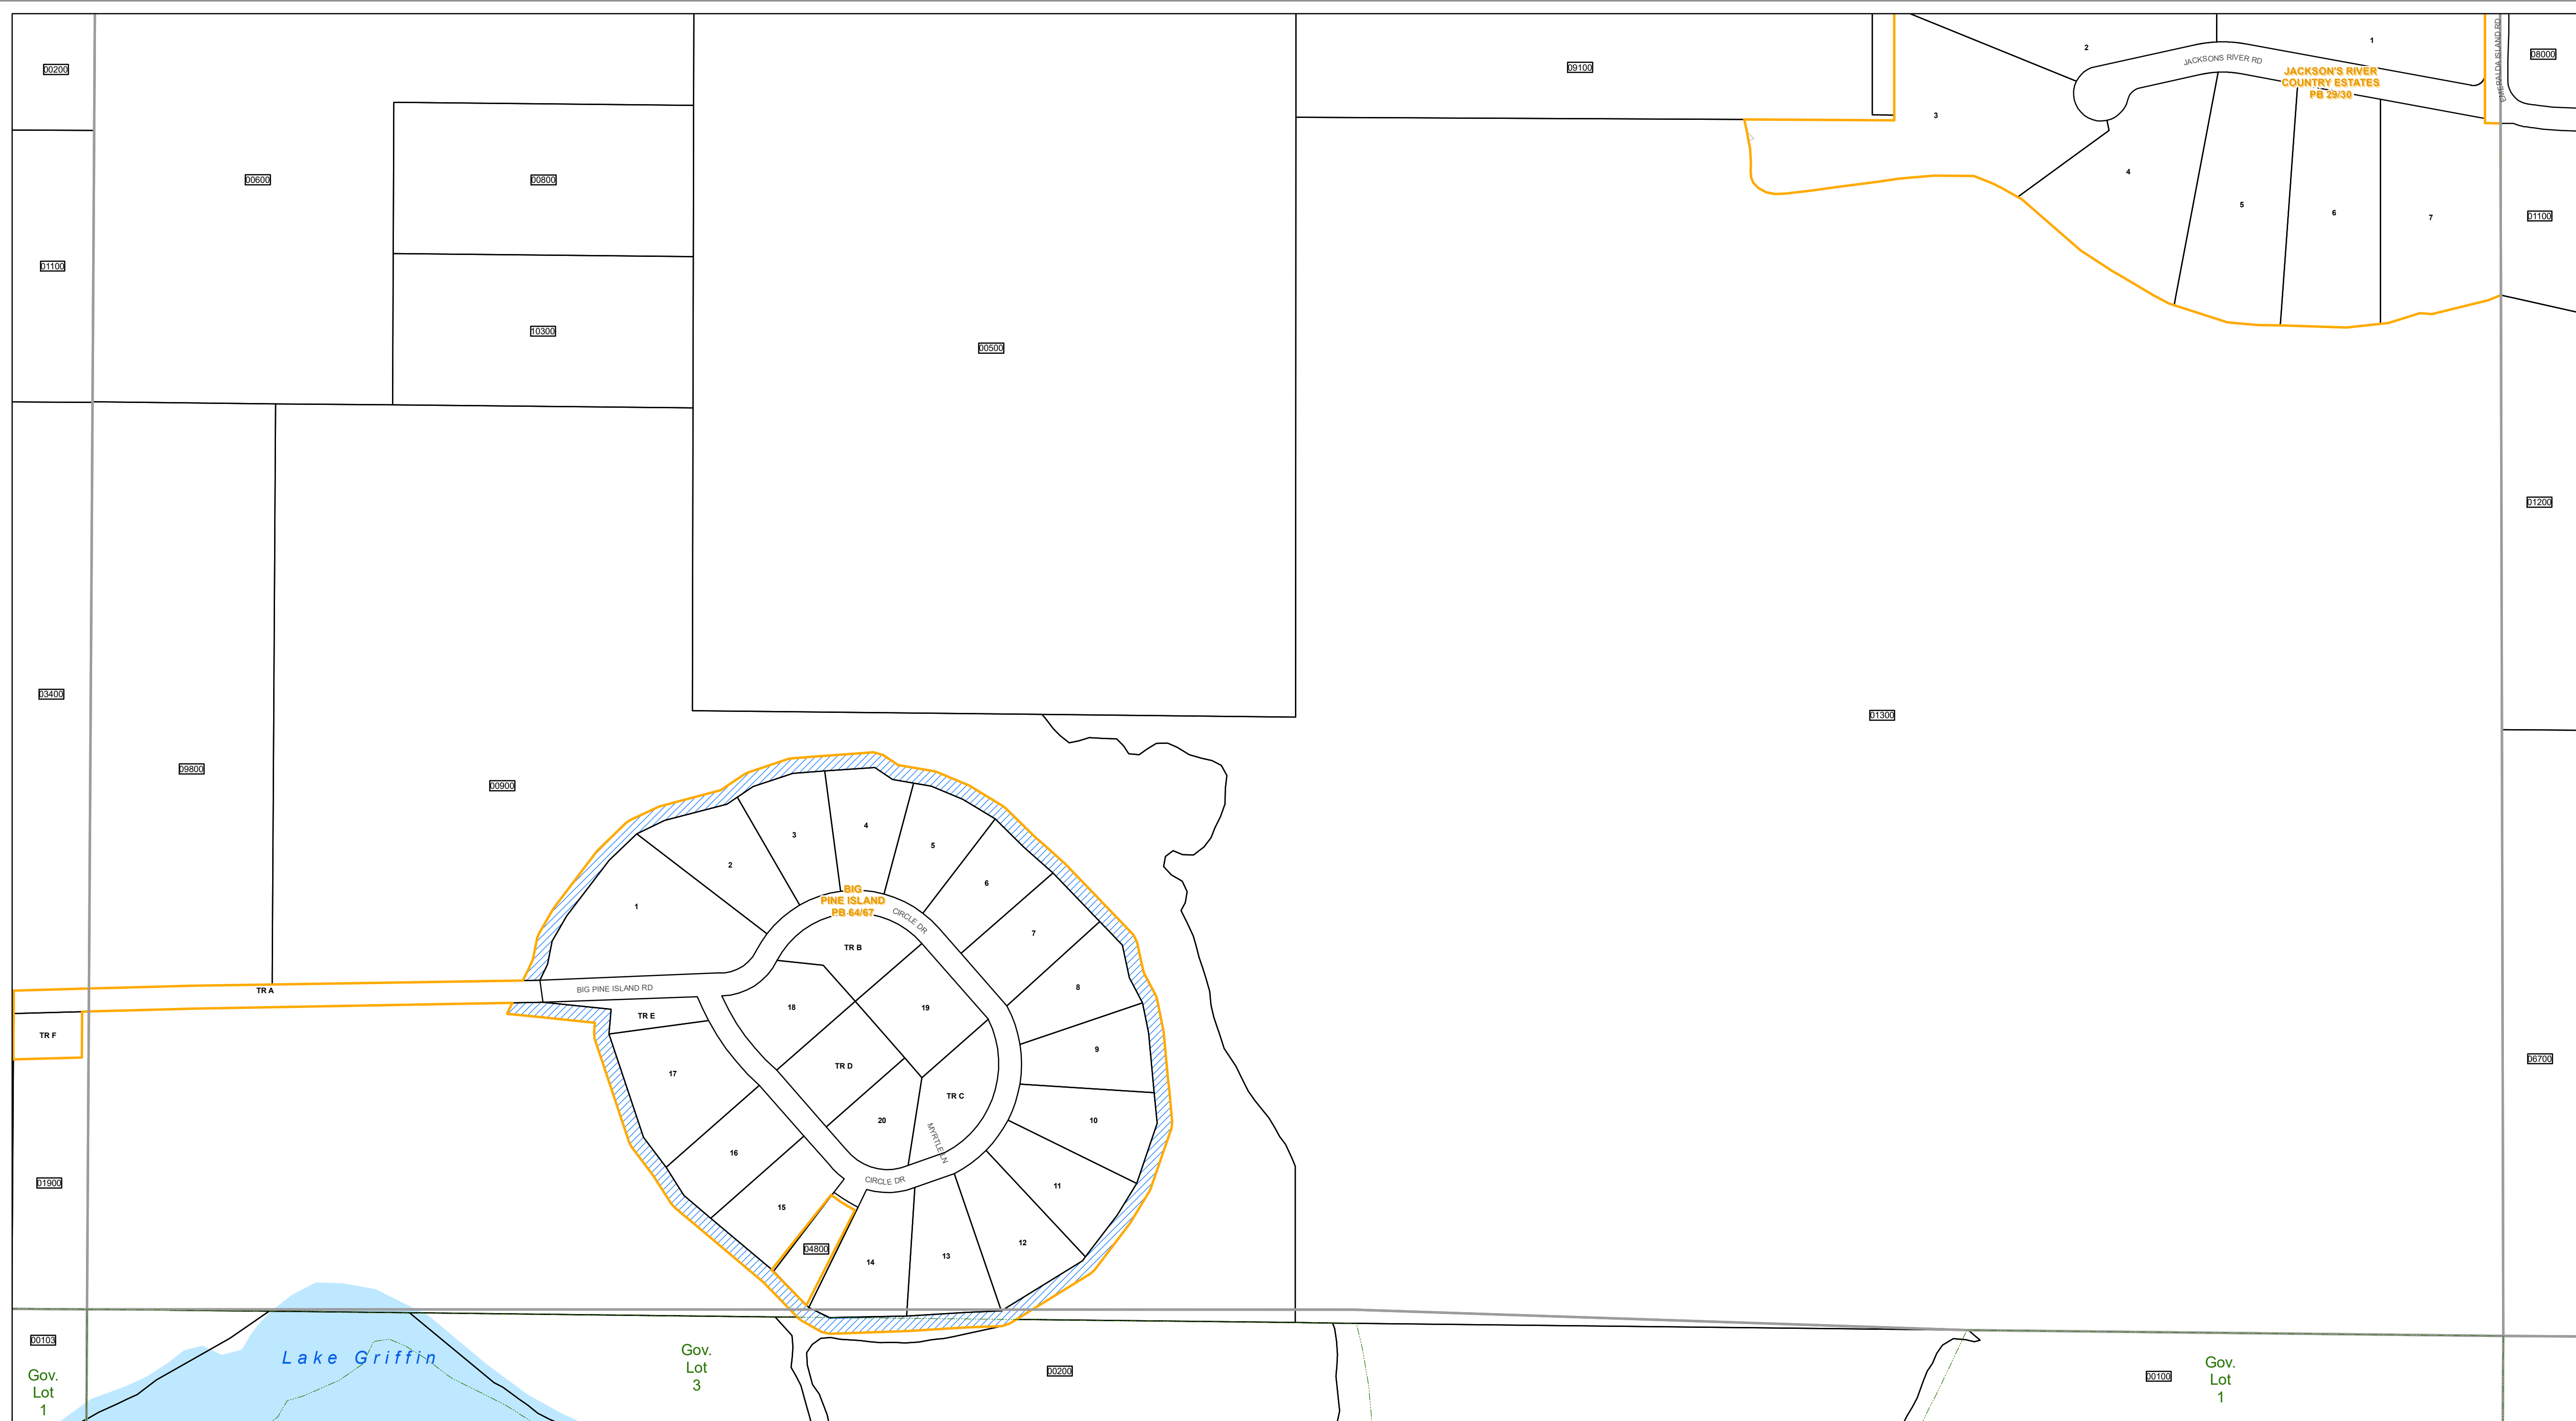 00200
09100
2
1
JACKSONS RIVER RD
EMERALDA ISLAND RD
08000
JACKSON'S RIVER
COUNTRY ESTATES
PB 29/30
3
00600
00800
4
5
6
7
01100
01100
10300
00500
01200
03400
01300
09800
00900
3
4
5
2
6
1
BIG
PINE ISLAND
PB 64/67
CIRCLE DR
7
TR B
8
TR A
BIG PINE ISLAND RD
18
19
TR E
TR F
9
17
TR D
TR C
06700
20
10
MYRTLE LN
16
CIRCLE DR
01900
11
15
04800
14
13
12
00103
Gov.
Lot
1
Lake Griffin
Gov.
Lot
3
00200
00100
Gov.
Lot
1